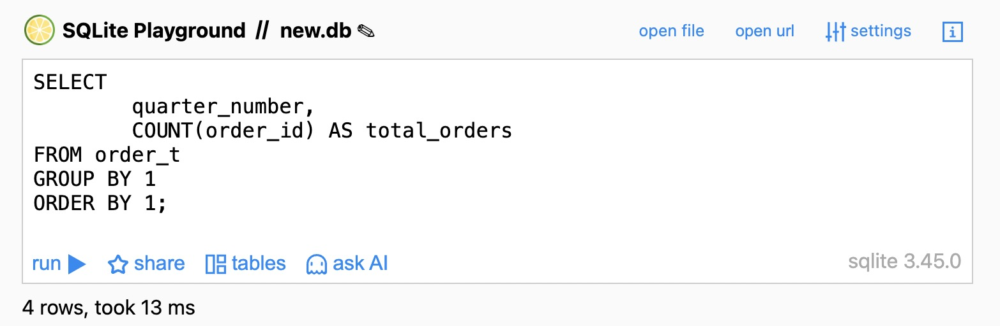 SQLite Playground // new.db ✎ open file open url settings i
SELECT
quarter_number,
COUNT(order_id) AS total_orders
FROM order_t
GROUP BY 1
ORDER BY 1;
run share tables ask AI sqlite 3.45.0
4 rows, took 13 ms